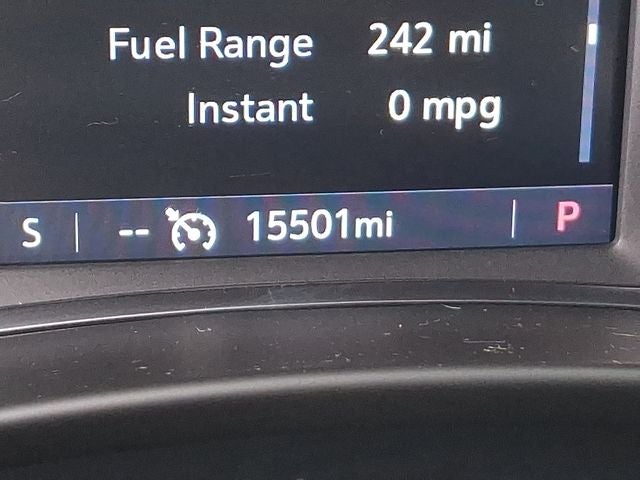 Fuel Range 242 mi
Instant 0 mpg
S -- 15501mi P